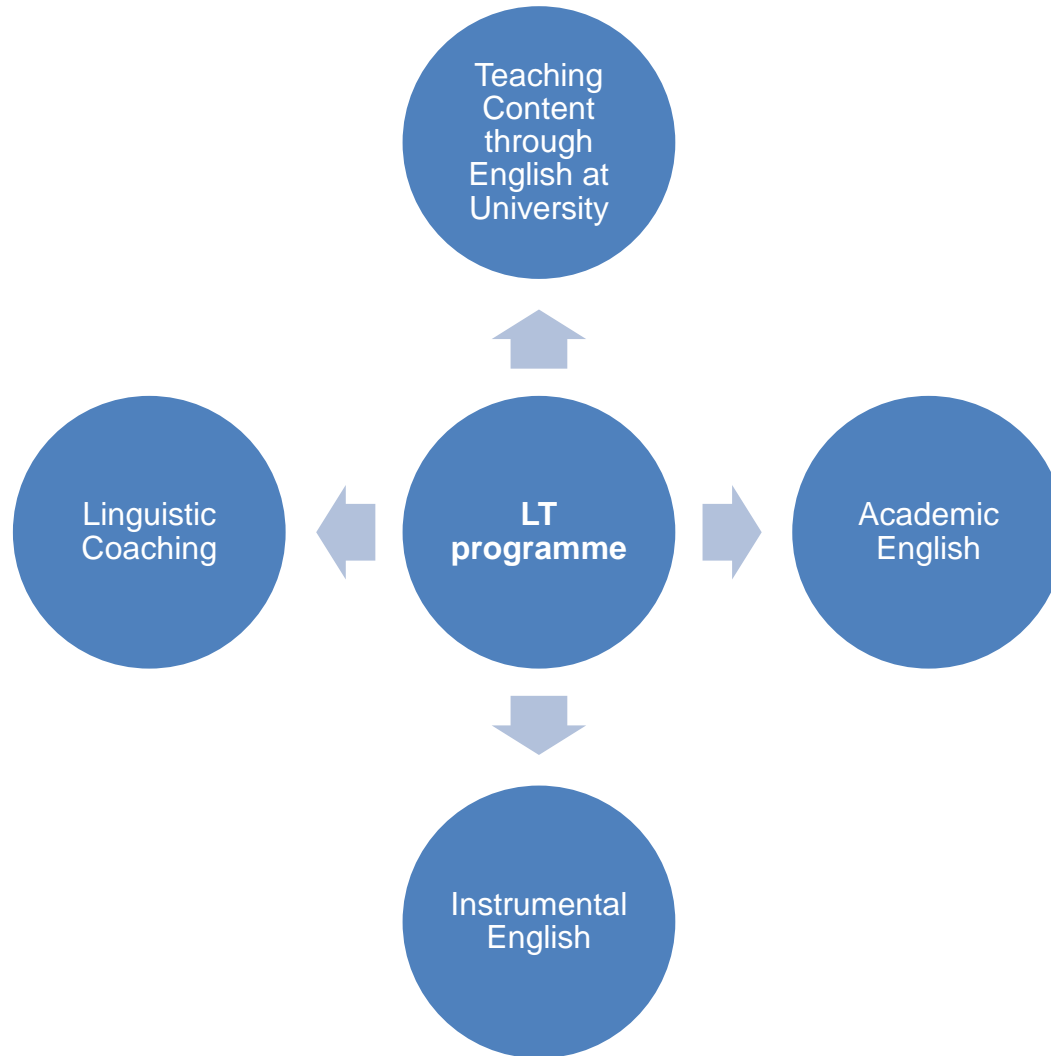 Teaching
Content
through
English at
University
Linguistic
Coaching
LT
programme
Academic
English
Instrumental
English